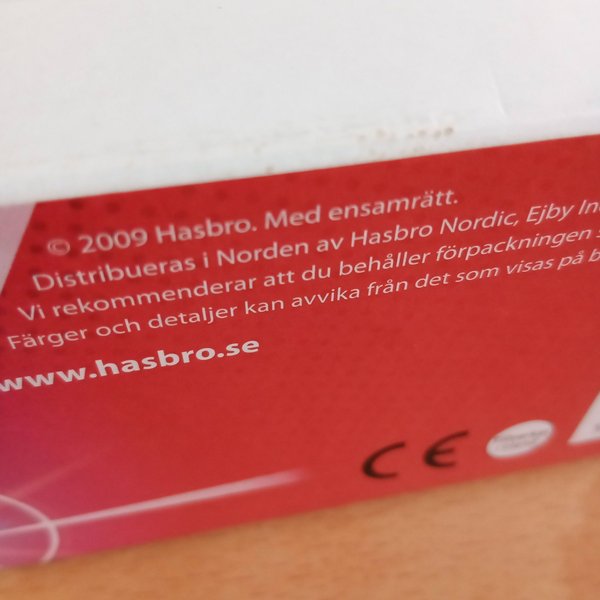 © 2009 Hasbro. Med ensamrätt.
Distribueras i Norden av Hasbro Nordic, Ejby
Vi rekommenderar att du behåller förpackningen
Färger och detaljer kan avvika från det som visas på
www.hasbro.se
CE